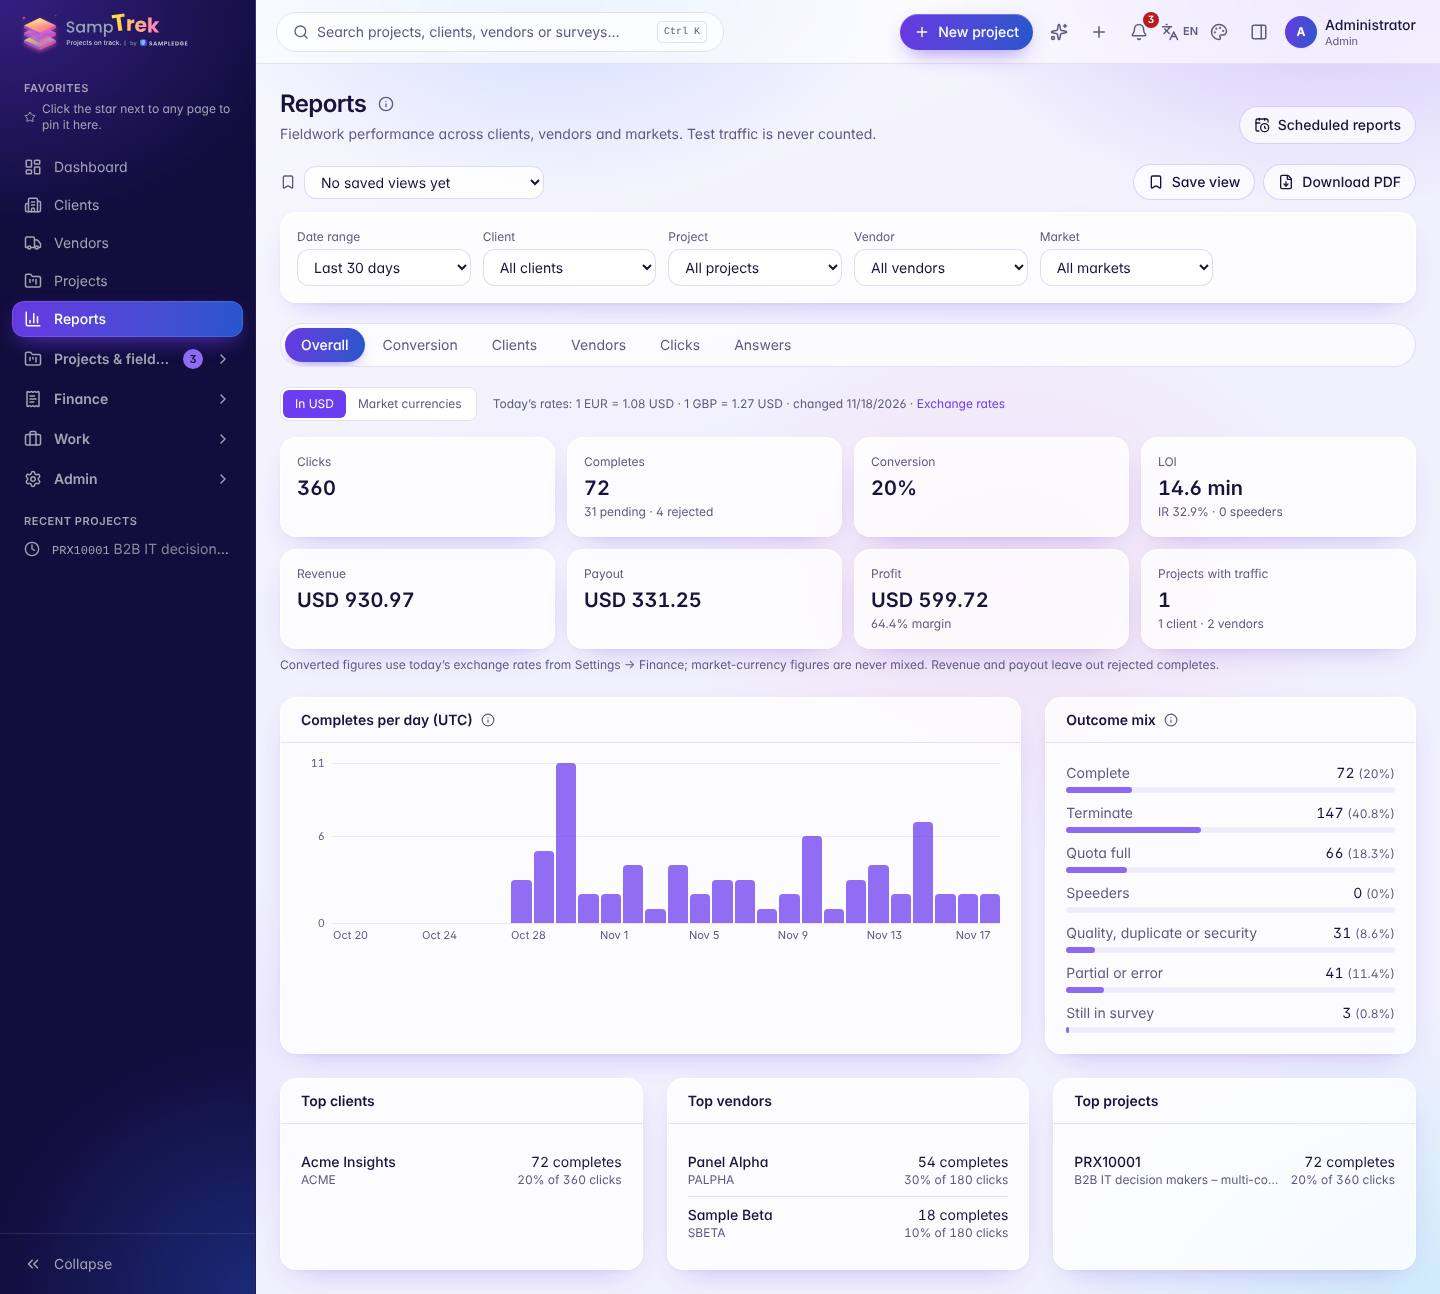 SampTrek
Projects on track. | by SAMPLEDGE
Search projects, clients, vendors or surveys...
Ctrl K
New project
3
EN
A
Administrator
Admin
FAVORITES
Click the star next to any page to
pin it here.
Dashboard
Clients
Vendors
Projects
Reports
Projects & field... 3
Finance
Work
Admin
RECENT PROJECTS
PRX10001 B2B IT decision...
Collapse
Reports
Fieldwork performance across clients, vendors and markets. Test traffic is never counted.
Scheduled reports
No saved views yet
Save view
Download PDF
Date range Client Project Vendor Market
Last 30 days All clients All projects All vendors All markets
Overall Conversion Clients Vendors Clicks Answers
In USD Market currencies Today's rates: 1 EUR = 1.08 USD · 1 GBP = 1.27 USD · changed 11/18/2026 · Exchange rates
Clicks
360
Completes
72
31 pending · 4 rejected
Conversion
20%
LOI
14.6 min
IR 32.9% · 0 speeders
Revenue
USD 930.97
Payout
USD 331.25
Profit
USD 599.72
64.4% margin
Projects with traffic
1
1 client · 2 vendors
Converted figures use today's exchange rates from Settings → Finance; market-currency figures are never mixed. Revenue and payout leave out rejected completes.
Completes per day (UTC)
11
6
0
Oct 20 Oct 24 Oct 28 Nov 1 Nov 5 Nov 9 Nov 13 Nov 17
Outcome mix
Complete 72 (20%)
Terminate 147 (40.8%)
Quota full 66 (18.3%)
Speeders 0 (0%)
Quality, duplicate or security 31 (8.6%)
Partial or error 41 (11.4%)
Still in survey 3 (0.8%)
Top clients
Acme Insights 72 completes
ACME 20% of 360 clicks
Top vendors
Panel Alpha 54 completes
PALPHA 30% of 180 clicks
Sample Beta 18 completes
SBETA 10% of 180 clicks
Top projects
PRX10001 72 completes
B2B IT decision makers – multi-co... 20% of 360 clicks